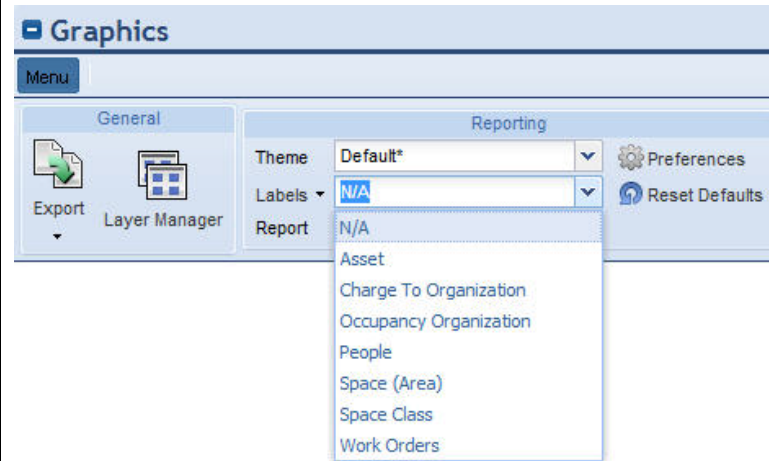 Graphics
Menu
General
Reporting
Export
Layer Manager
Theme Default*
Labels N/A
Report
Preferences
Reset Defaults
N/A
Asset
Charge To Organization
Occupancy Organization
People
Space (Area)
Space Class
Work Orders